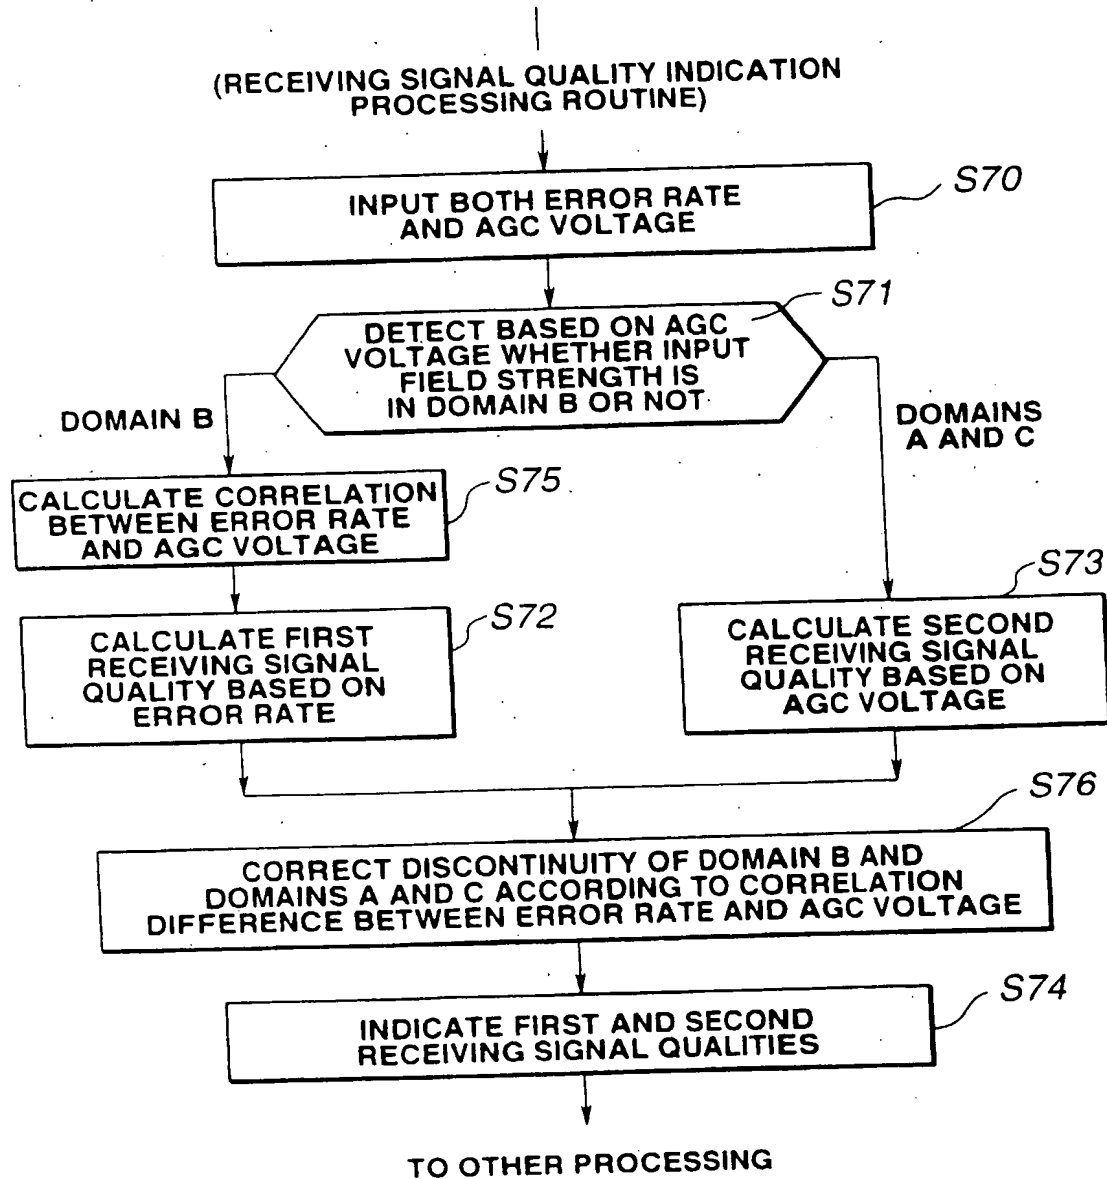 (RECEIVING SIGNAL QUALITY INDICATION
PROCESSING ROUTINE)
INPUT BOTH ERROR RATE
AND AGC VOLTAGE
S70
DETECT BASED ON AGC
VOLTAGE WHETHER INPUT
FIELD STRENGTH IS
IN DOMAIN B OR NOT
S71
DOMAIN B
DOMAINS
A AND C
CALCULATE CORRELATION
BETWEEN ERROR RATE
AND AGC VOLTAGE
S75
CALCULATE FIRST
RECEIVING SIGNAL
QUALITY BASED ON
ERROR RATE
S72
CALCULATE SECOND
RECEIVING SIGNAL
QUALITY BASED ON
AGC VOLTAGE
S73
CORRECT DISCONTINUITY OF DOMAIN B AND
DOMAINS A AND C ACCORDING TO CORRELATION
DIFFERENCE BETWEEN ERROR RATE AND AGC VOLTAGE
S76
INDICATE FIRST AND SECOND
RECEIVING SIGNAL QUALITIES
S74
TO OTHER PROCESSING